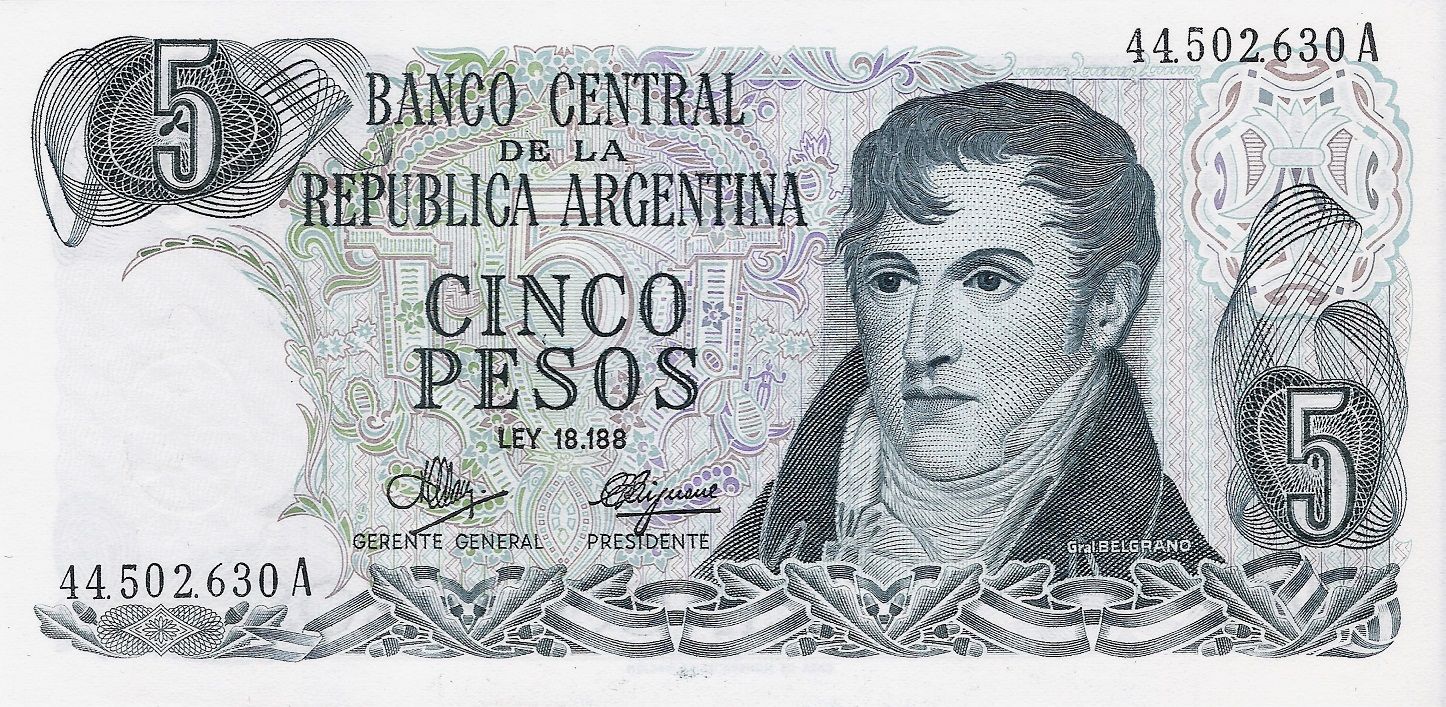 5
44.502.630 A
BANCO CENTRAL
DE LA
REPUBLICA ARGENTINA
CINCO
PESOS
LEY 18.188
GERENTE GENERAL PRESIDENTE
Gral.BELGRANO
5
44.502.630 A